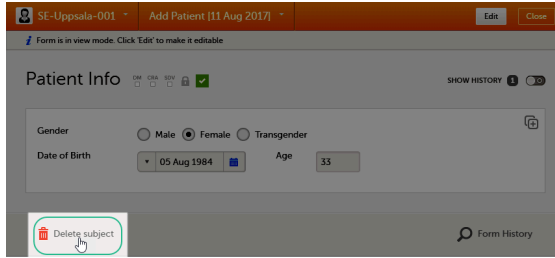 SE-Uppsala-001 Add Patient [11 Aug 2017] Edit Close
i Form is in view mode. Click 'Edit' to make it editable
Patient Info DM CRA SDV SHOW HISTORY 1
Gender Male Female Transgender
Date of Birth 05 Aug 1984 Age 33
Delete subject Form History